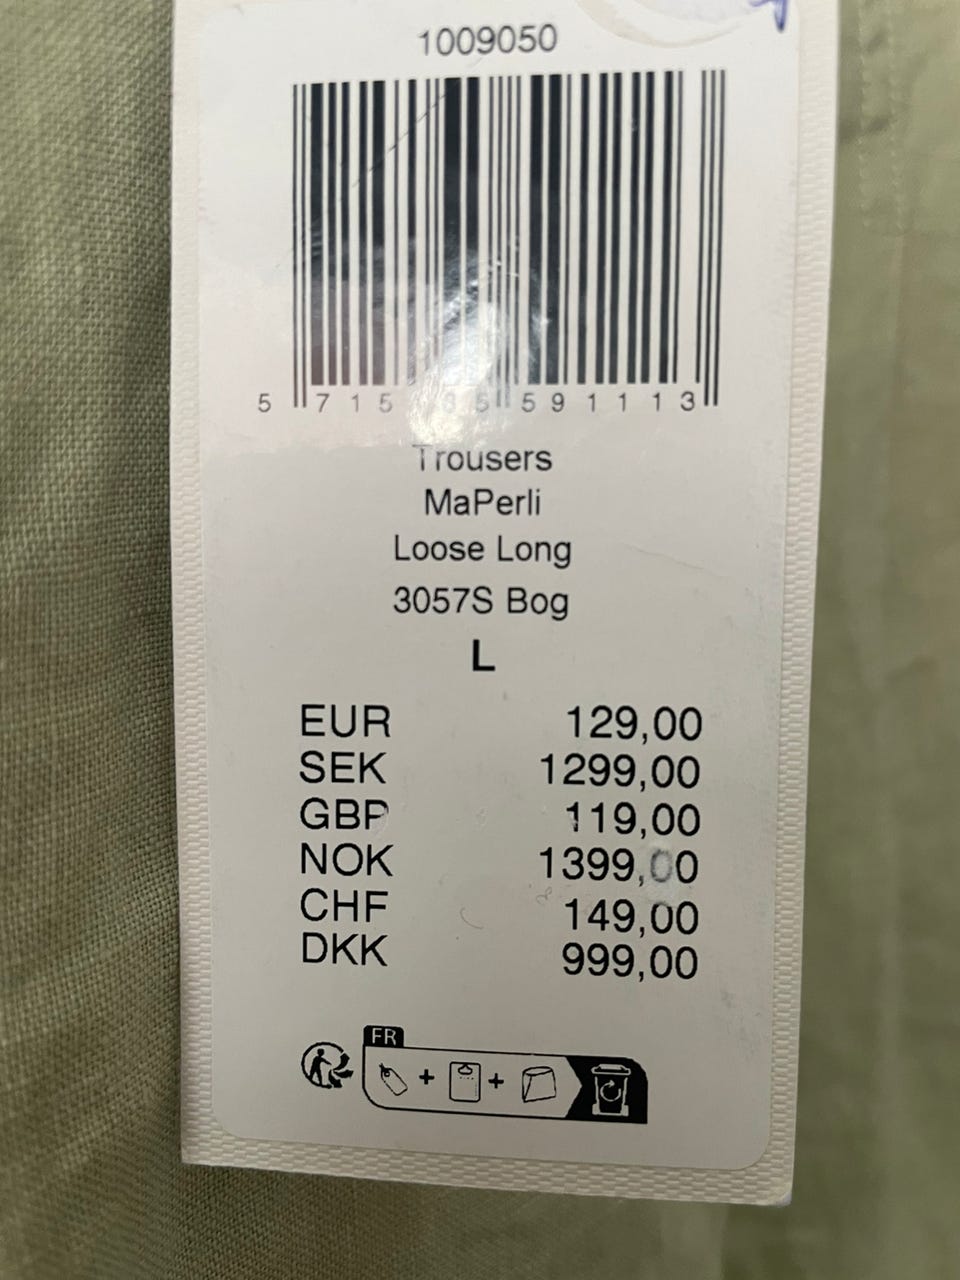 1009050
5 591113
Trousers
MaPerli
Loose Long
3057S Bog
L
EUR 129,00
SEK 1299,00
GBP 119,00
NOK 1399,00
CHF 149,00
DKK 999,00
FR